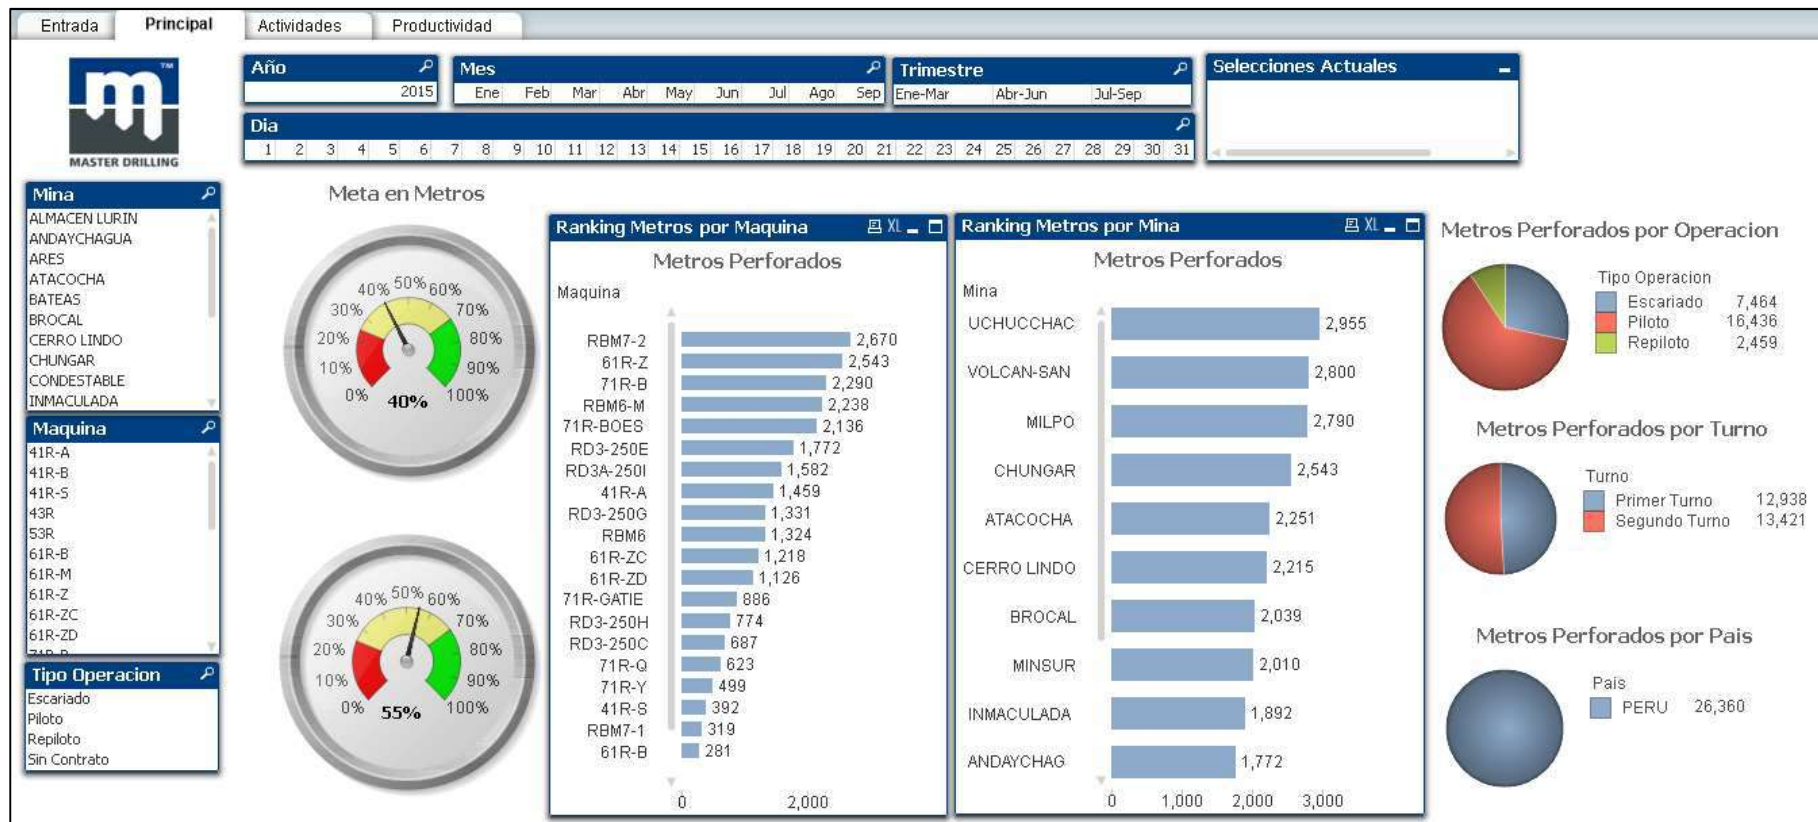 Entrada Principal Actividades Productividad
TM
MASTER DRILLING
Año
2015
Mes
Ene Feb Mar Abr May Jun Jul Ago Sep
Trimestre
Ene-Mar Abr-Jun Jul-Sep
Selecciones Actuales
Dia
1 2 3 4 5 6 7 8 9 10 11 12 13 14 15 16 17 18 19 20 21 22 23 24 25 26 27 28 29 30 31
Mina
ALMACEN LURIN
ANDAYCHAGUA
ARES
ATACOCHA
BATEAS
BROCAL
CERRO LINDO
CHUNGAR
CONDESTABLE
INMACULADA
Maquina
41R-A
41R-B
41R-S
43R
53R
61R-B
61R-M
61R-Z
61R-ZC
61R-ZD
Tipo Operacion
Escariado
Piloto
Repiloto
Sin Contrato
Meta en Metros
0% 10% 20% 30% 40% 50% 60% 70% 80% 90% 100%
40%
0% 10% 20% 30% 40% 50% 60% 70% 80% 90% 100%
55%
Ranking Metros por Maquina XL
Metros Perforados
Maquina
RBM7-2 2,670
61R-Z 2,543
71R-B 2,290
RBM6-M 2,238
71R-BOES 2,136
RD3-250E 1,772
RD3A-250I 1,582
41R-A 1,459
RD3-250G 1,331
RBM6 1,324
61R-ZC 1,218
61R-ZD 1,126
71R-GATIE 886
RD3-250H 774
RD3-250C 687
71R-Q 623
71R-Y 499
41R-S 392
RBM7-1 319
61R-B 281
0 2,000
Ranking Metros por Mina XL
Metros Perforados
Mina
UCHUCCHAC 2,955
VOLCAN-SAN 2,800
MILPO 2,790
CHUNGAR 2,543
ATACOCHA 2,251
CERRO LINDO 2,215
BROCAL 2,039
MINSUR 2,010
INMACULADA 1,892
ANDAYCHAG 1,772
0 1,000 2,000 3,000
Metros Perforados por Operacion
Tipo Operacion
Escariado 7,464
Piloto 16,436
Repiloto 2,459
Metros Perforados por Turno
Turno
Primer Turno 12,938
Segundo Turno 13,421
Metros Perforados por Pais
Pais
PERU 26,360